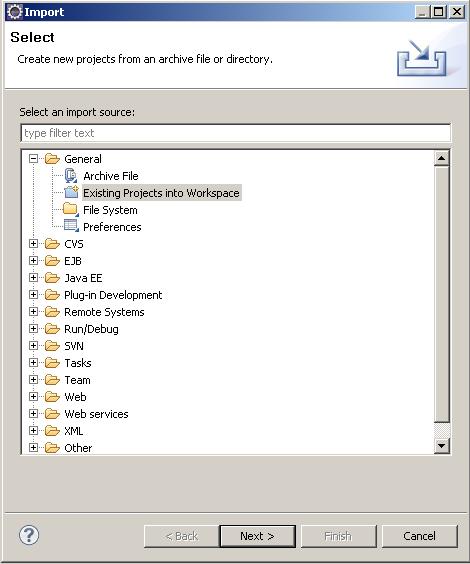 Import
Select
Create new projects from an archive file or directory.
Select an import source:
type filter text
General
Archive File
Existing Projects into Workspace
File System
Preferences
CVS
EJB
Java EE
Plug-in Development
Remote Systems
Run/Debug
SVN
Tasks
Team
Web
Web services
XML
Other
? < Back Next > Finish Cancel